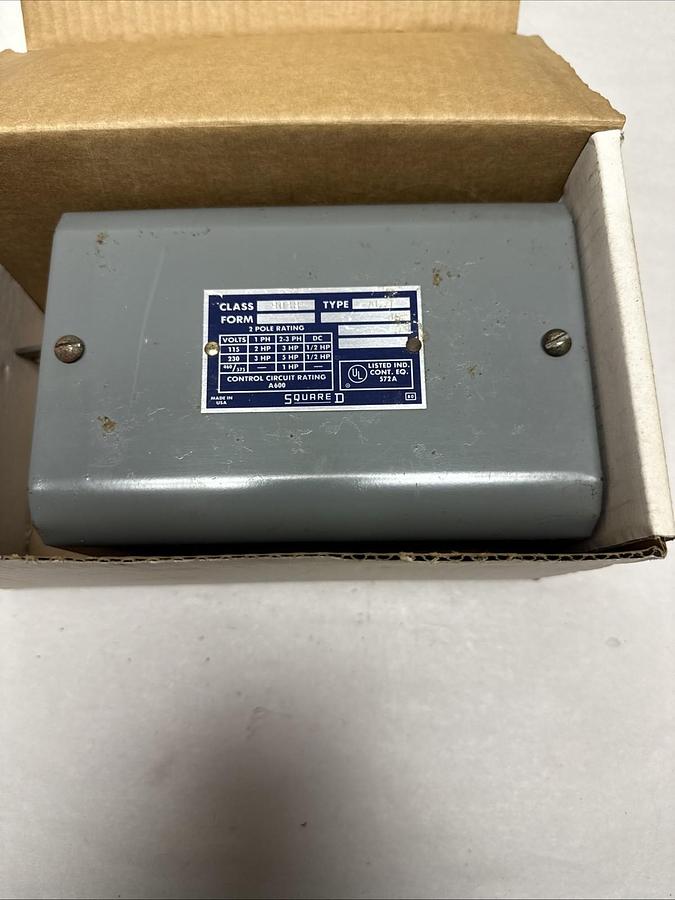 CLASS TYPE
FORM
2 POLE RATING
VOLTS 1 PH 2-3 PH DC
115 2 HP 3 HP 1/2 HP
230 3 HP 5 HP 1/2 HP
460/575 — 1 HP —
CONTROL CIRCUIT RATING
A600
UL
®
LISTED IND.
CONT. EQ.
572A
MADE IN
USA
SQUARE D